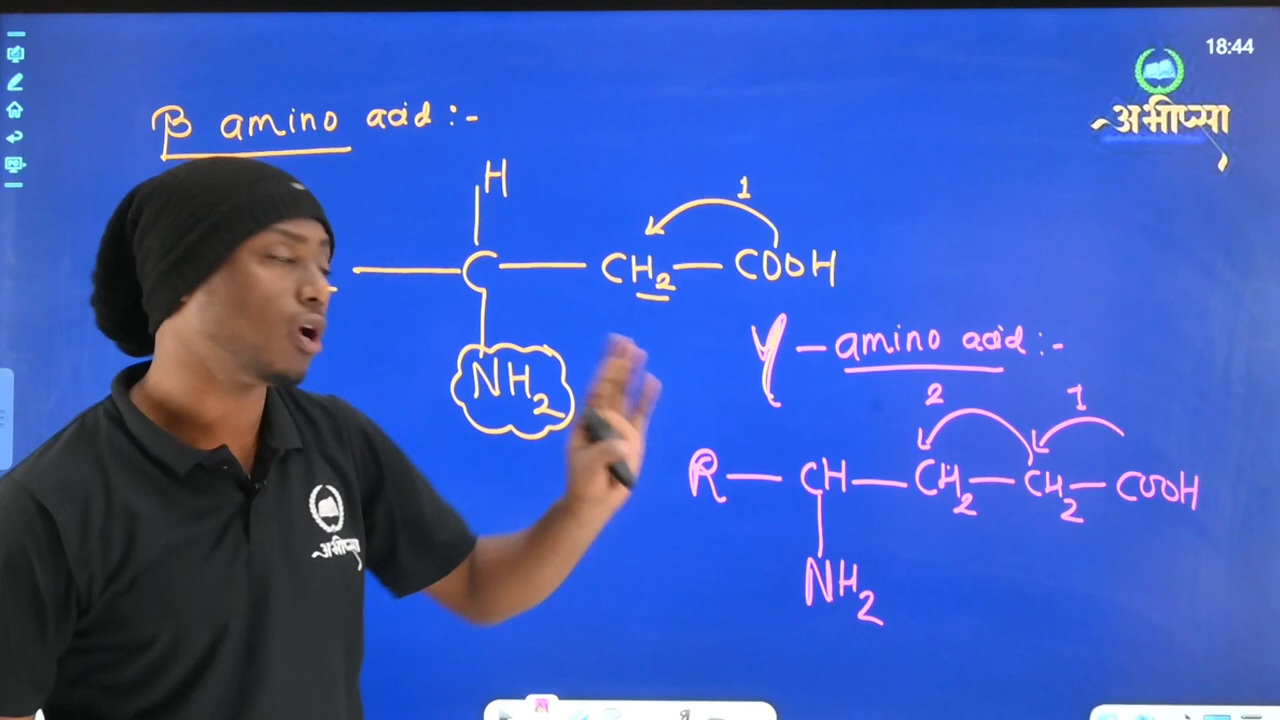 18:44
अभीप्सा
β amino acid :-
H
C — CH₂ — COOH
1
NH₂
γ — amino acid :-
2 1
R — CH — CH₂ — CH₂ — COOH
NH₂
अभीप्सा